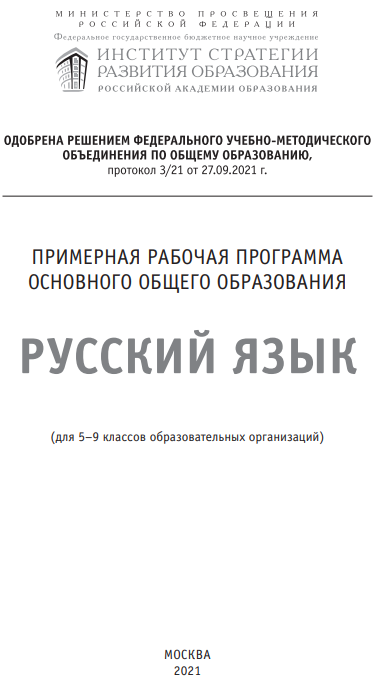 МИНИСТЕРСТВО ПРОСВЕЩЕНИЯ
РОССИЙСКОЙ ФЕДЕРАЦИИ
Федеральное государственное бюджетное научное учреждение
ИНСТИТУТ СТРАТЕГИИ
РАЗВИТИЯ ОБРАЗОВАНИЯ
РОССИЙСКОЙ АКАДЕМИИ ОБРАЗОВАНИЯ
ОДОБРЕНА РЕШЕНИЕМ ФЕДЕРАЛЬНОГО УЧЕБНО-МЕТОДИЧЕСКОГО
ОБЪЕДИНЕНИЯ ПО ОБЩЕМУ ОБРАЗОВАНИЮ,
протокол 3/21 от 27.09.2021 г.
ПРИМЕРНАЯ РАБОЧАЯ ПРОГРАММА
ОСНОВНОГО ОБЩЕГО ОБРАЗОВАНИЯ
РУССКИЙ ЯЗЫК
(для 5–9 классов образовательных организаций)
МОСКВА
2021